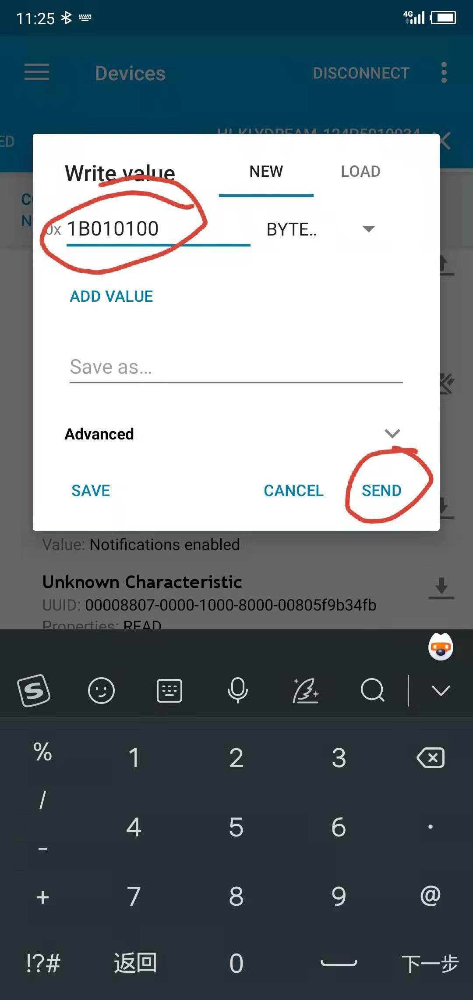 11:25
4G
Devices
DISCONNECT
ED
Write value
NEW
LOAD
0x 1B010100
BYTE..
ADD VALUE
Save as...
Advanced
SAVE
CANCEL
SEND
Value: Notifications enabled
Unknown Characteristic
UUID: 00008807-0000-1000-8000-00805f9b34fb
Properties: READ
S
% 1 2 3
/
4 5 6 .
-
+ 7 8 9 @
!?# 返回 0 下一步